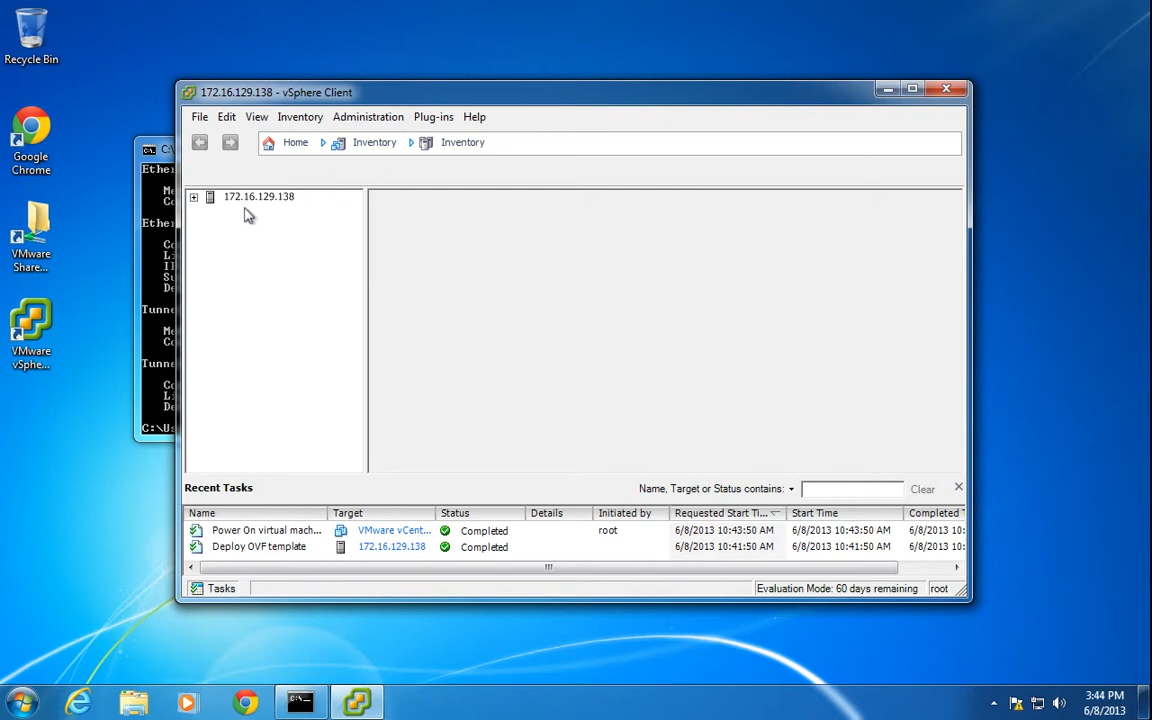 Recycle Bin
Google
Chrome
VMware
Share...
VMware
vSphe...
C:\
Ether
Me
Co
Ether
Co
Li
Su
De
Tunne
Me
Co
Tunne
Co
Li
De
C:\Us
172.16.129.138 - vSphere Client
File Edit View Inventory Administration Plug-ins Help
Home Inventory Inventory
172.16.129.138
Recent Tasks
Name, Target or Status contains: Clear
Name Target Status Details Initiated by Requested Start Ti... Start Time Completed
Power On virtual mach... VMware vCent... Completed root 6/8/2013 10:43:50 AM 6/8/2013 10:43:50 AM 6/8/2013 10:
Deploy OVF template 172.16.129.138 Completed 6/8/2013 10:41:50 AM 6/8/2013 10:41:50 AM 6/8/2013 10:
Tasks Evaluation Mode: 60 days remaining root
3:44 PM
6/8/2013